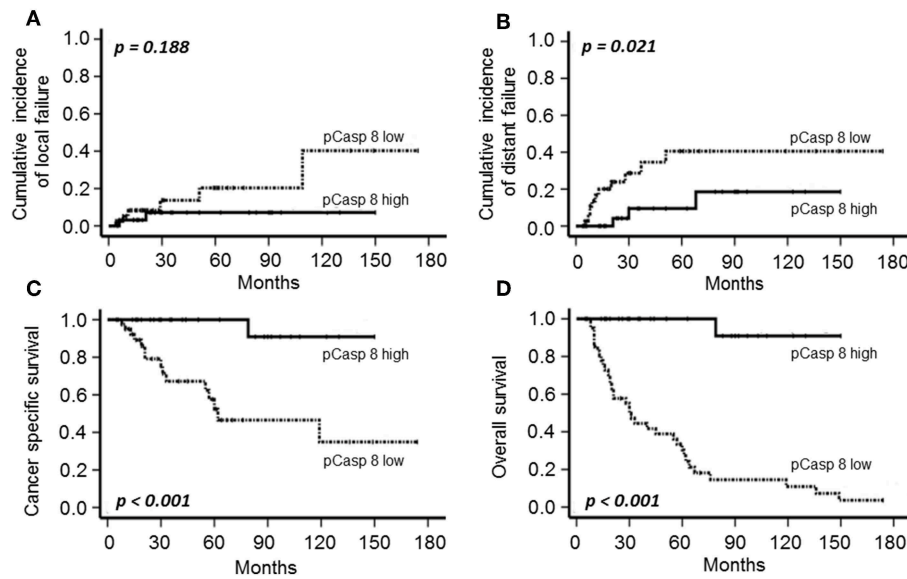 A
Cumulative incidence
of local failure
1.0
0.8
0.6
0.4
0.2
0.0
p = 0.188
pCasp 8 low
pCasp 8 high
0 30 60 90 120 150 180
Months
B
Cumulative incidence
of distant failure
1.0
0.8
0.6
0.4
0.2
0.0
p = 0.021
pCasp 8 low
pCasp 8 high
0 30 60 90 120 150 180
Months
C
Cancer specific survival
1.0
0.8
0.6
0.4
0.2
0.0
pCasp 8 high
pCasp 8 low
p < 0.001
0 30 60 90 120 150 180
Months
D
Overall survival
1.0
0.8
0.6
0.4
0.2
0.0
pCasp 8 high
pCasp 8 low
p < 0.001
0 30 60 90 120 150 180
Months